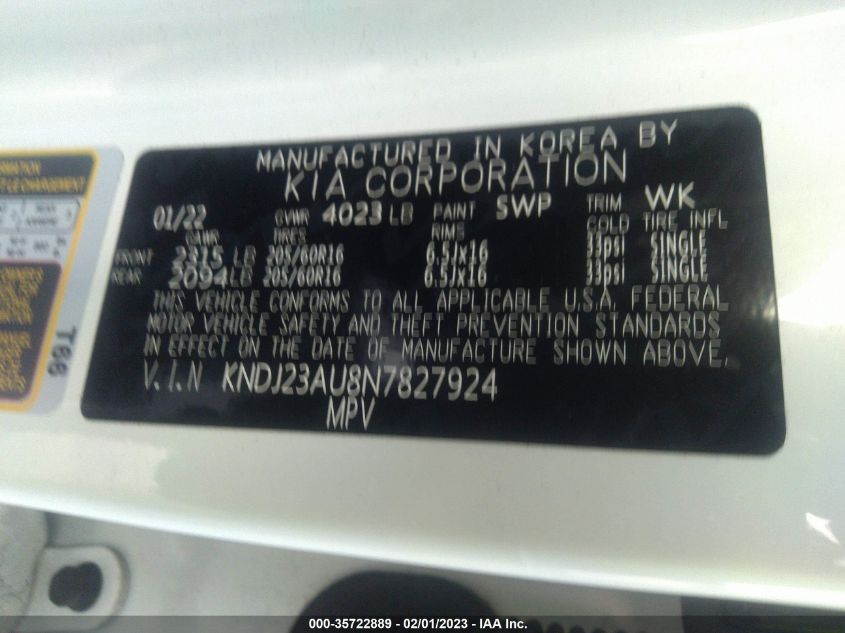 MANUFACTURED IN KOREA BY
KIA CORPORATION
01/22 GVWR 4023 LB PAINT SWP TRIM WK
GAWR TIRES RIMS COLD TIRE INFL
FRONT 2315 LB 205/60R16 6.5Jx16 33psi SINGLE
REAR 2094 LB 205/60R16 6.5Jx16 33psi SINGLE
THIS VEHICLE CONFORMS TO ALL APPLICABLE U.S.A. FEDERAL
MOTOR VEHICLE SAFETY AND THEFT PREVENTION STANDARDS
IN EFFECT ON THE DATE OF MANUFACTURE SHOWN ABOVE.
V.I.N KNDJ23AU8N7827924
MPV
T88
000-35722889 - 02/01/2023 - IAA Inc.